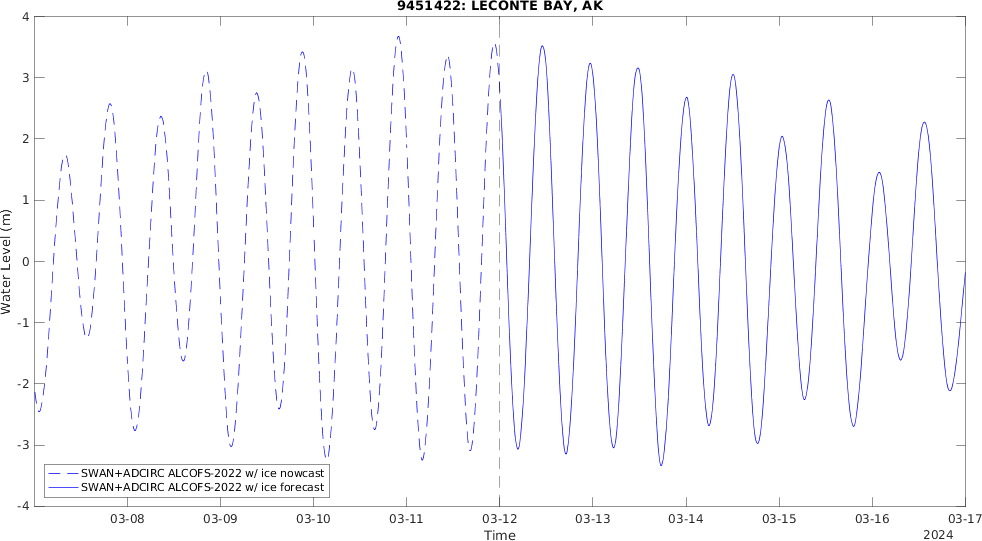 9451422: LECONTE BAY, AK
Water Level (m)
4
3
2
1
0
-1
-2
-3
-4
SWAN+ADCIRC ALCOFS-2022 w/ ice nowcast
SWAN+ADCIRC ALCOFS-2022 w/ ice forecast
03-08 03-09 03-10 03-11 03-12 03-13 03-14 03-15 03-16 03-17
Time
2024